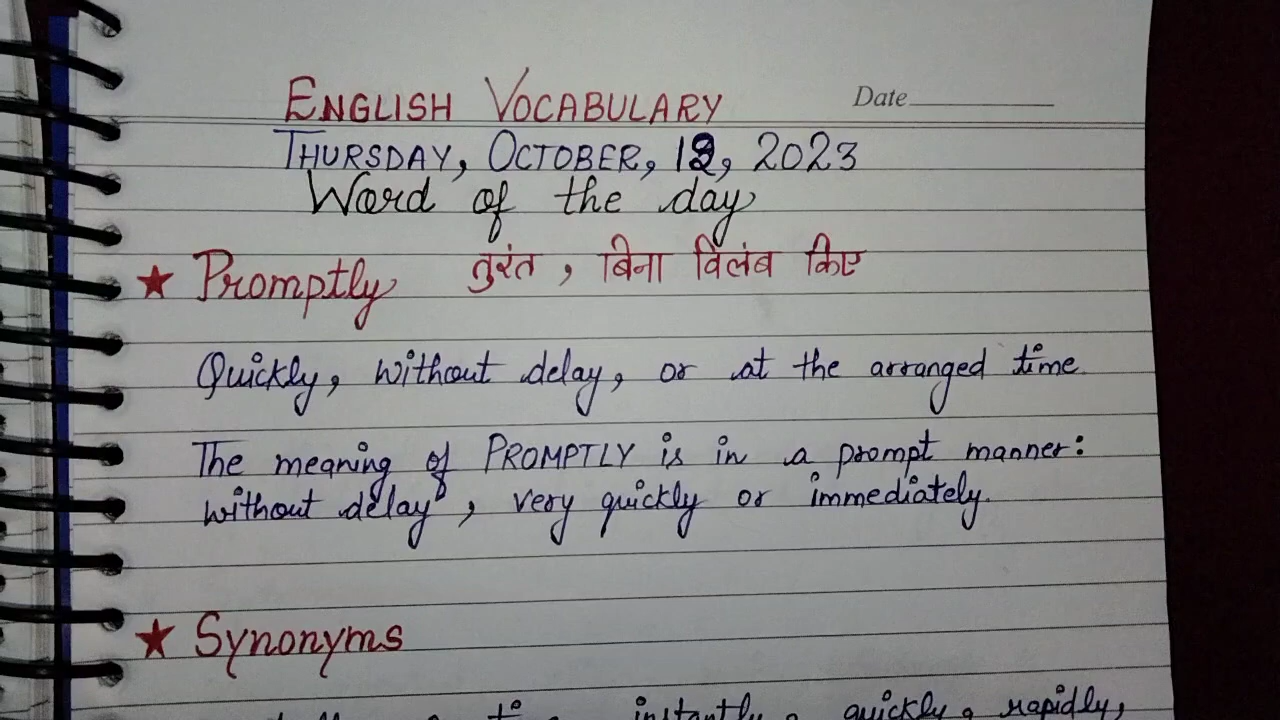 ENGLISH VOCABULARY
Date
THURSDAY, OCTOBER, 12, 2023
Word of the day
★ Promptly तुरंत , बिना विलंब किए
Quickly, without delay, or at the arranged time
The meaning of PROMPTLY is in a prompt manner:
without delay , very quickly or immediately.
★ Synonyms
instantly, quickly, rapidly,